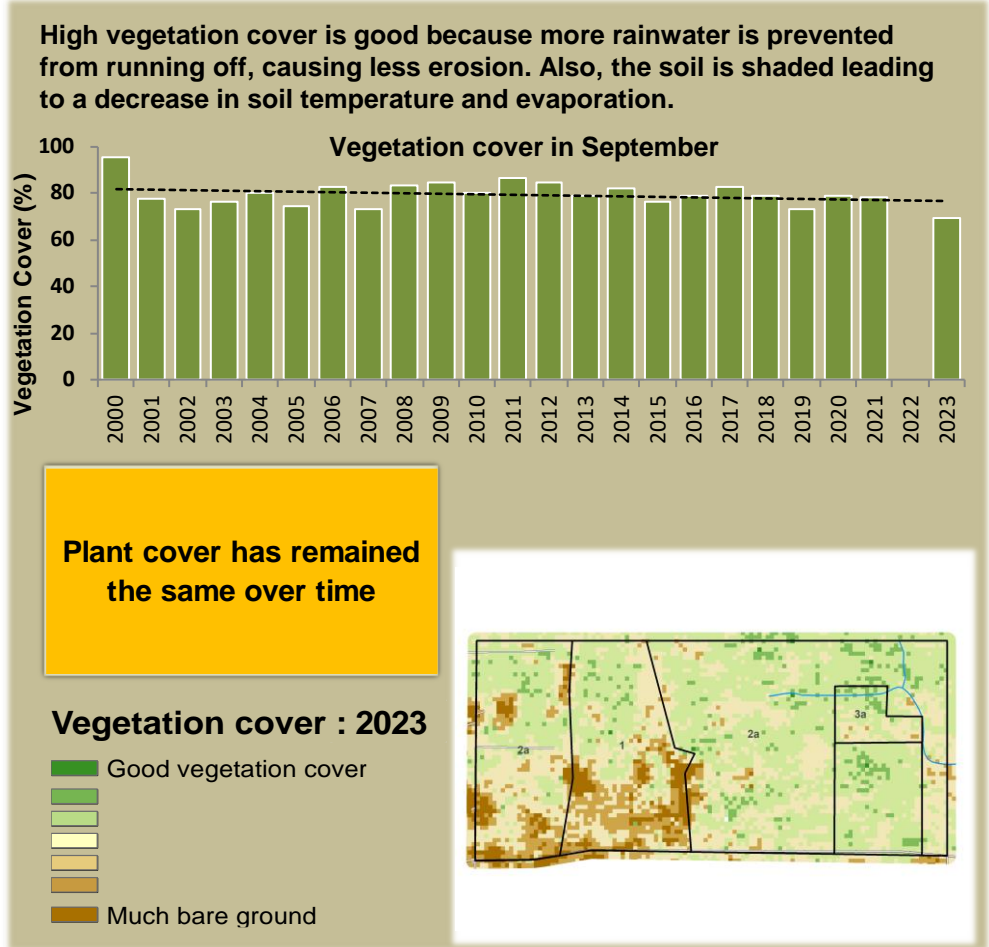 High vegetation cover is good because more rainwater is prevented
from running off, causing less erosion. Also, the soil is shaded leading
to a decrease in soil temperature and evaporation.
Vegetation cover in September
Vegetation Cover (%)
100
80
60
40
20
0
2000
2001
2002
2003
2004
2005
2006
2007
2008
2009
2010
2011
2012
2013
2014
2015
2016
2017
2018
2019
2020
2021
2022
2023
Plant cover has remained
the same over time
Vegetation cover : 2023
Good vegetation cover
Much bare ground
2a
1
2a
3a